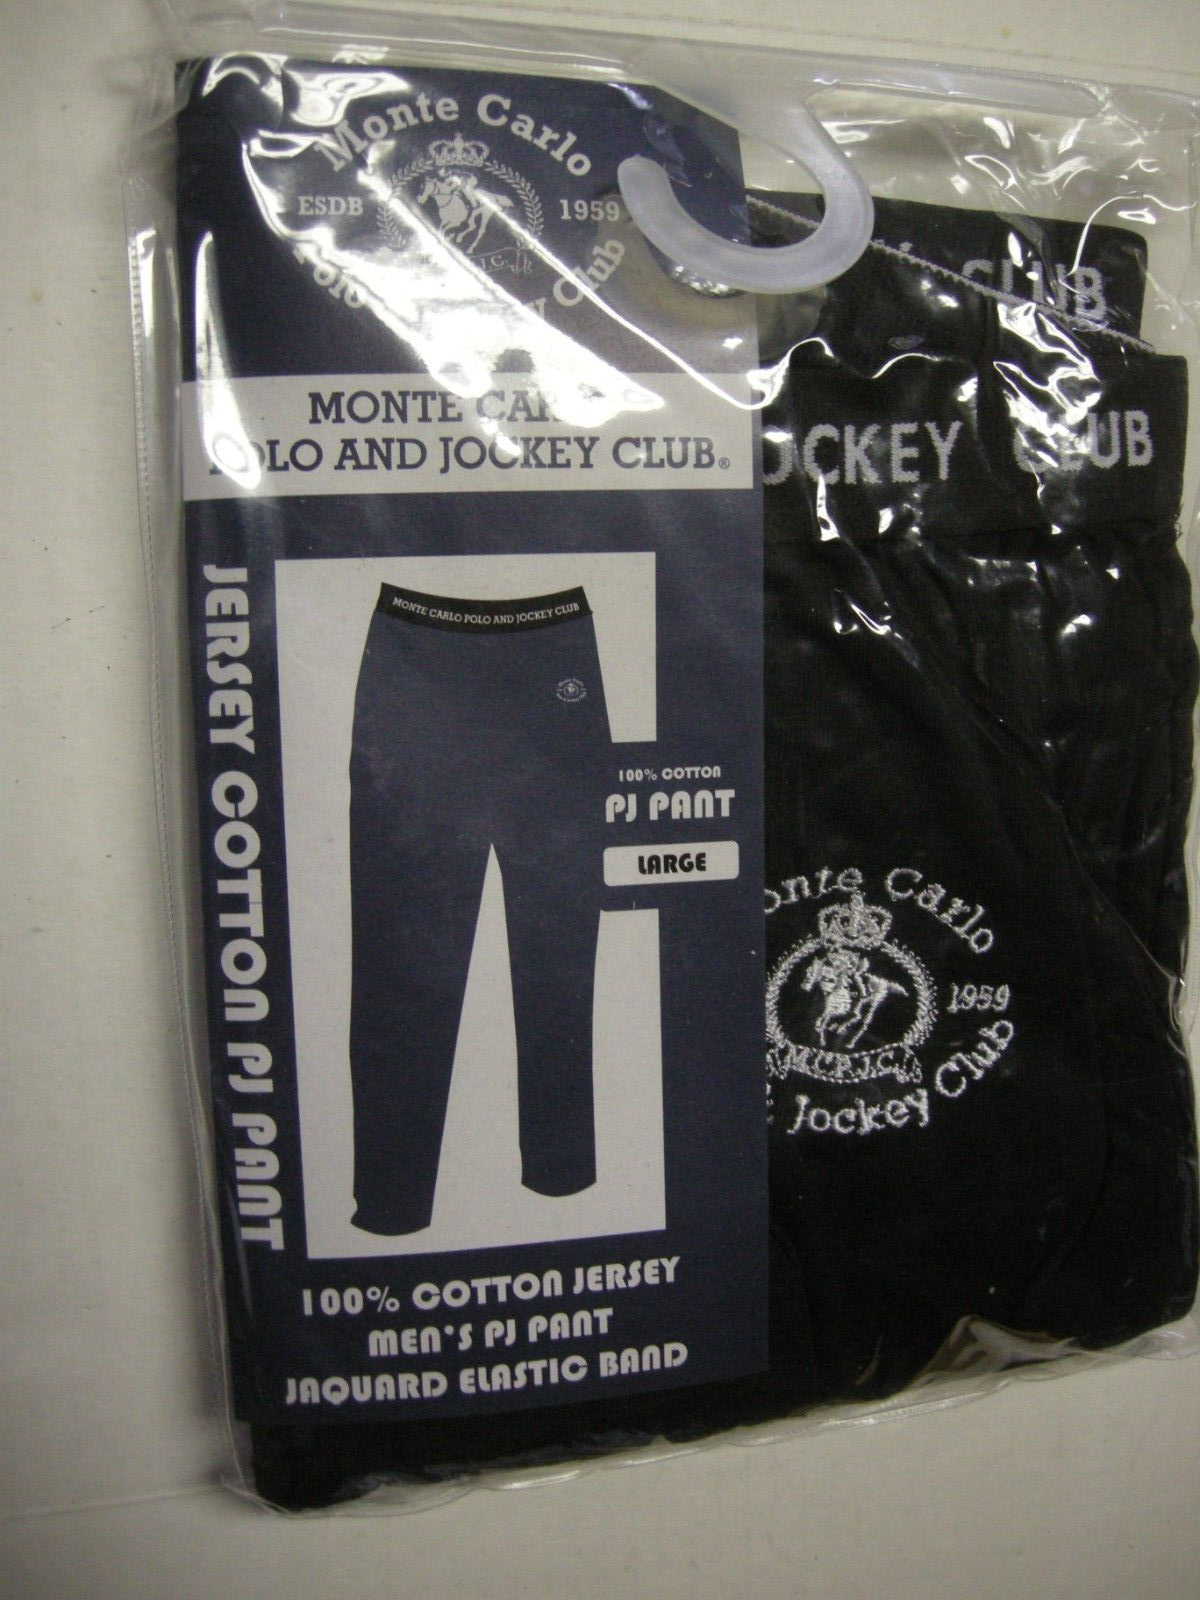 Monte Carlo
ESDB 1959
Club
MONTE
POLO AND JOCKEY CLUB®
CLUB
JOCKEY CLUB
JERSEY COTTON PJ PANT
MONTE CARLO POLO AND JOCKEY CLUB
100% COTTON
PJ PANT
LARGE
Monte Carlo
1959
M.C.P.J.C.
Jockey Club
100% COTTON JERSEY
MEN'S PJ PANT
JAQUARD ELASTIC BAND